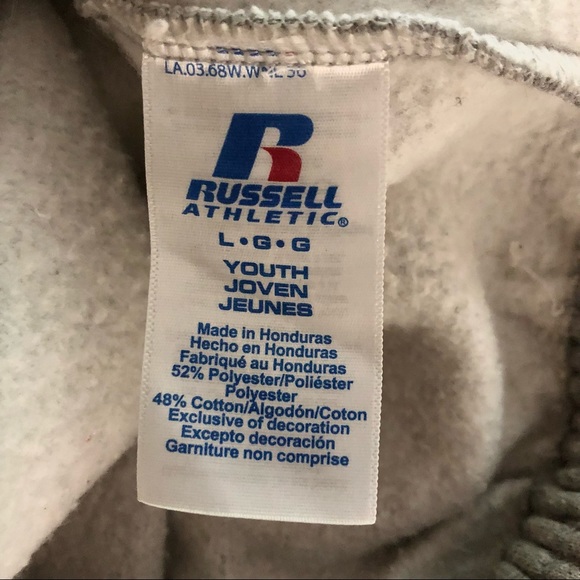 RUSSELL
ATHLETIC®
L•G•G
YOUTH
JOVEN
JEUNES
Made in Honduras
Hecho en Honduras
Fabriqué au Honduras
52% Polyester/Poliéster
Polyester
48% Cotton/Algodón/Coton
Exclusive of decoration
Excepto decoración
Garniture non comprise